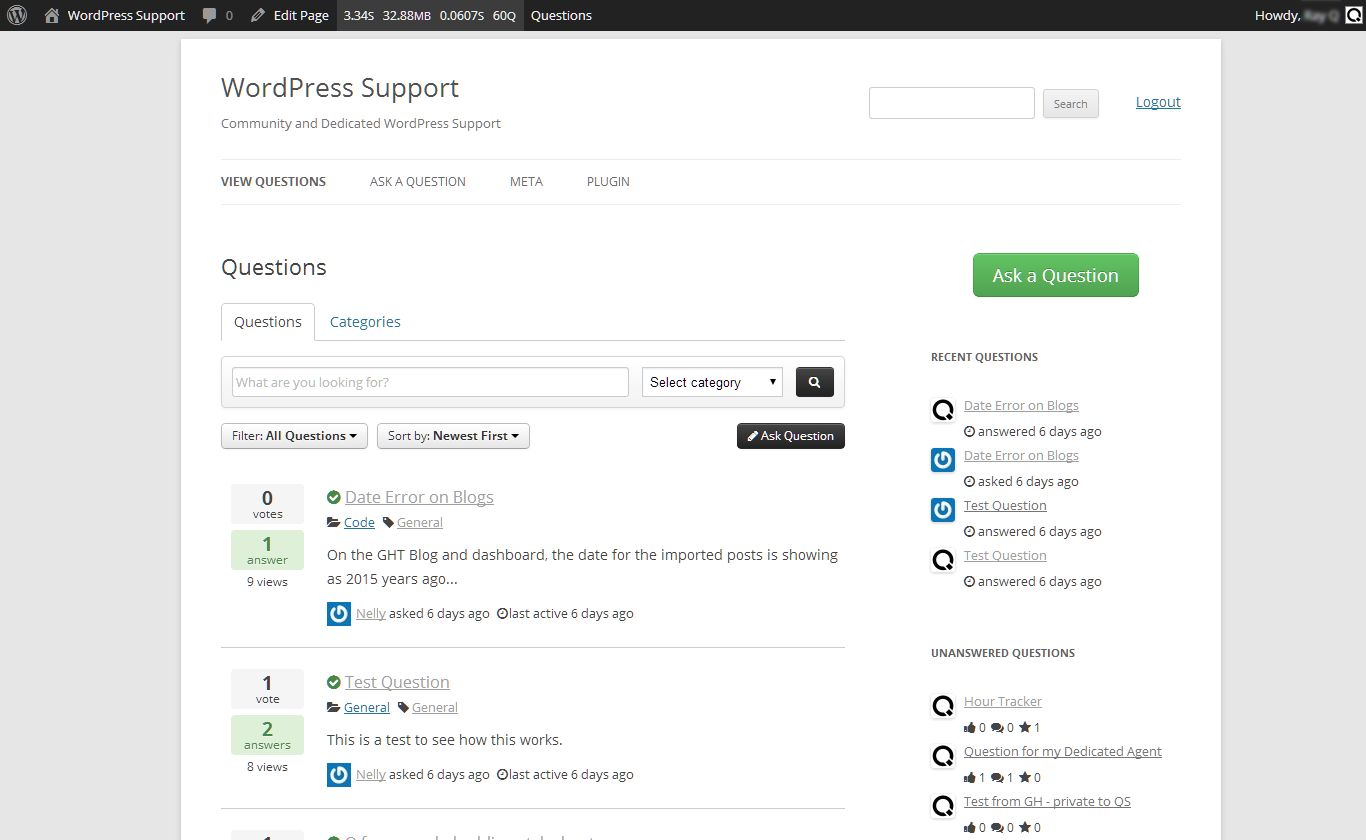 WordPress Support 0 Edit Page 3.34S 32.88MB 0.0607S 60Q Questions Howdy,
WordPress Support
Community and Dedicated WordPress Support
Search
Logout
VIEW QUESTIONS ASK A QUESTION META PLUGIN
Questions
Questions Categories
What are you looking for? Select category
Filter: All Questions Sort by: Newest First Ask Question
0
votes
1
answer
9 views
Date Error on Blogs
Code General
On the GHT Blog and dashboard, the date for the imported posts is showing
as 2015 years ago...
Nelly asked 6 days ago last active 6 days ago
1
vote
2
answers
8 views
Test Question
General General
This is a test to see how this works.
Nelly asked 6 days ago last active 6 days ago
Ask a Question
RECENT QUESTIONS
Date Error on Blogs
answered 6 days ago
Date Error on Blogs
asked 6 days ago
Test Question
answered 6 days ago
Test Question
answered 6 days ago
UNANSWERED QUESTIONS
Hour Tracker
0 0 1
Question for my Dedicated Agent
1 1 0
Test from GH - private to QS
0 0 0